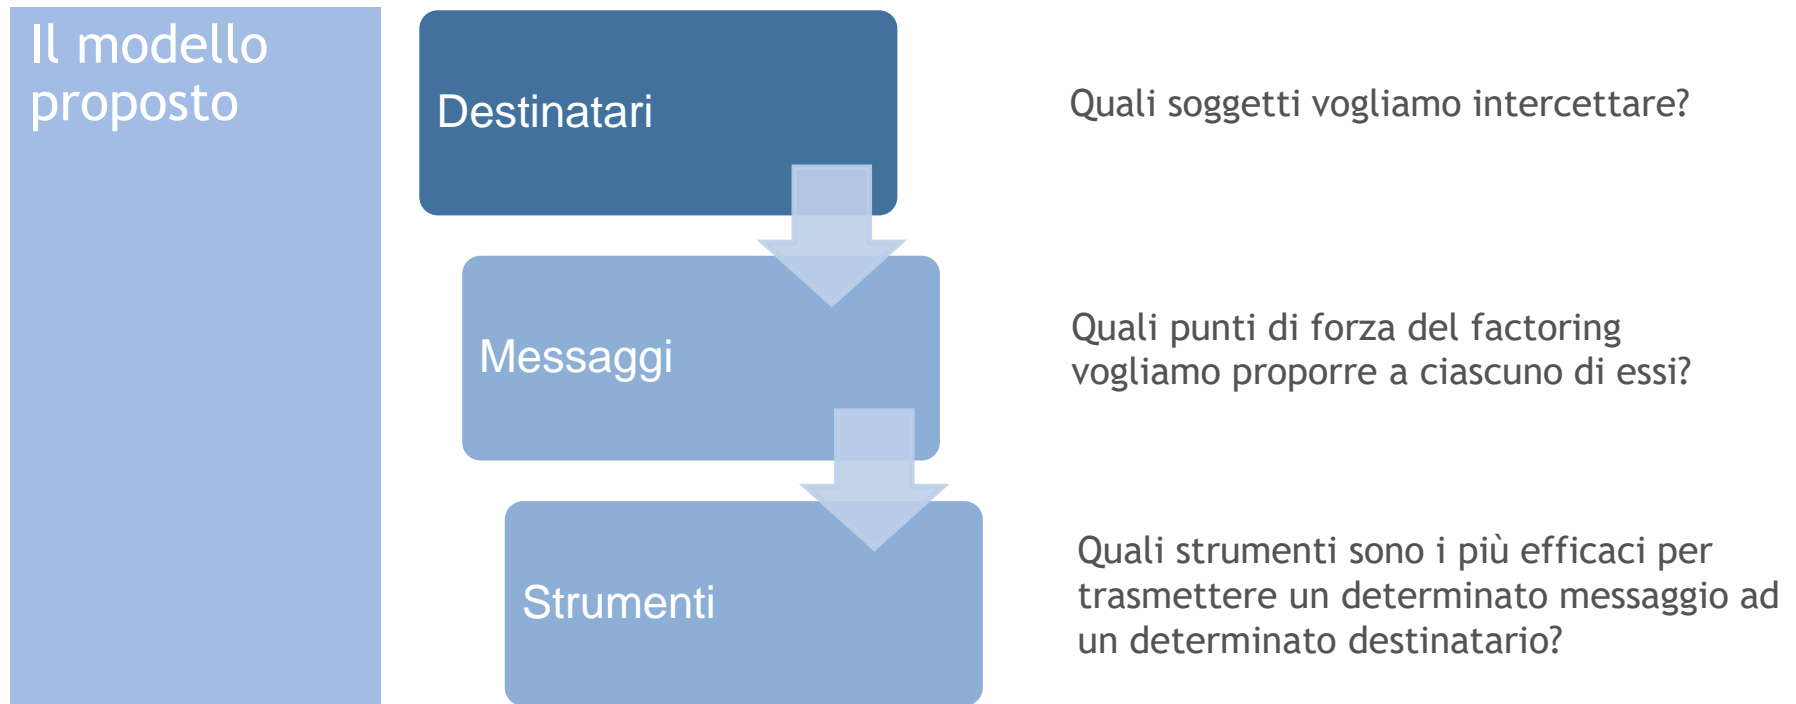 Il modello
proposto
Destinatari
Quali soggetti vogliamo intercettare?
Messaggi
Quali punti di forza del factoring
vogliamo proporre a ciascuno di essi?
Strumenti
Quali strumenti sono i più efficaci per
trasmettere un determinato messaggio ad
un determinato destinatario?